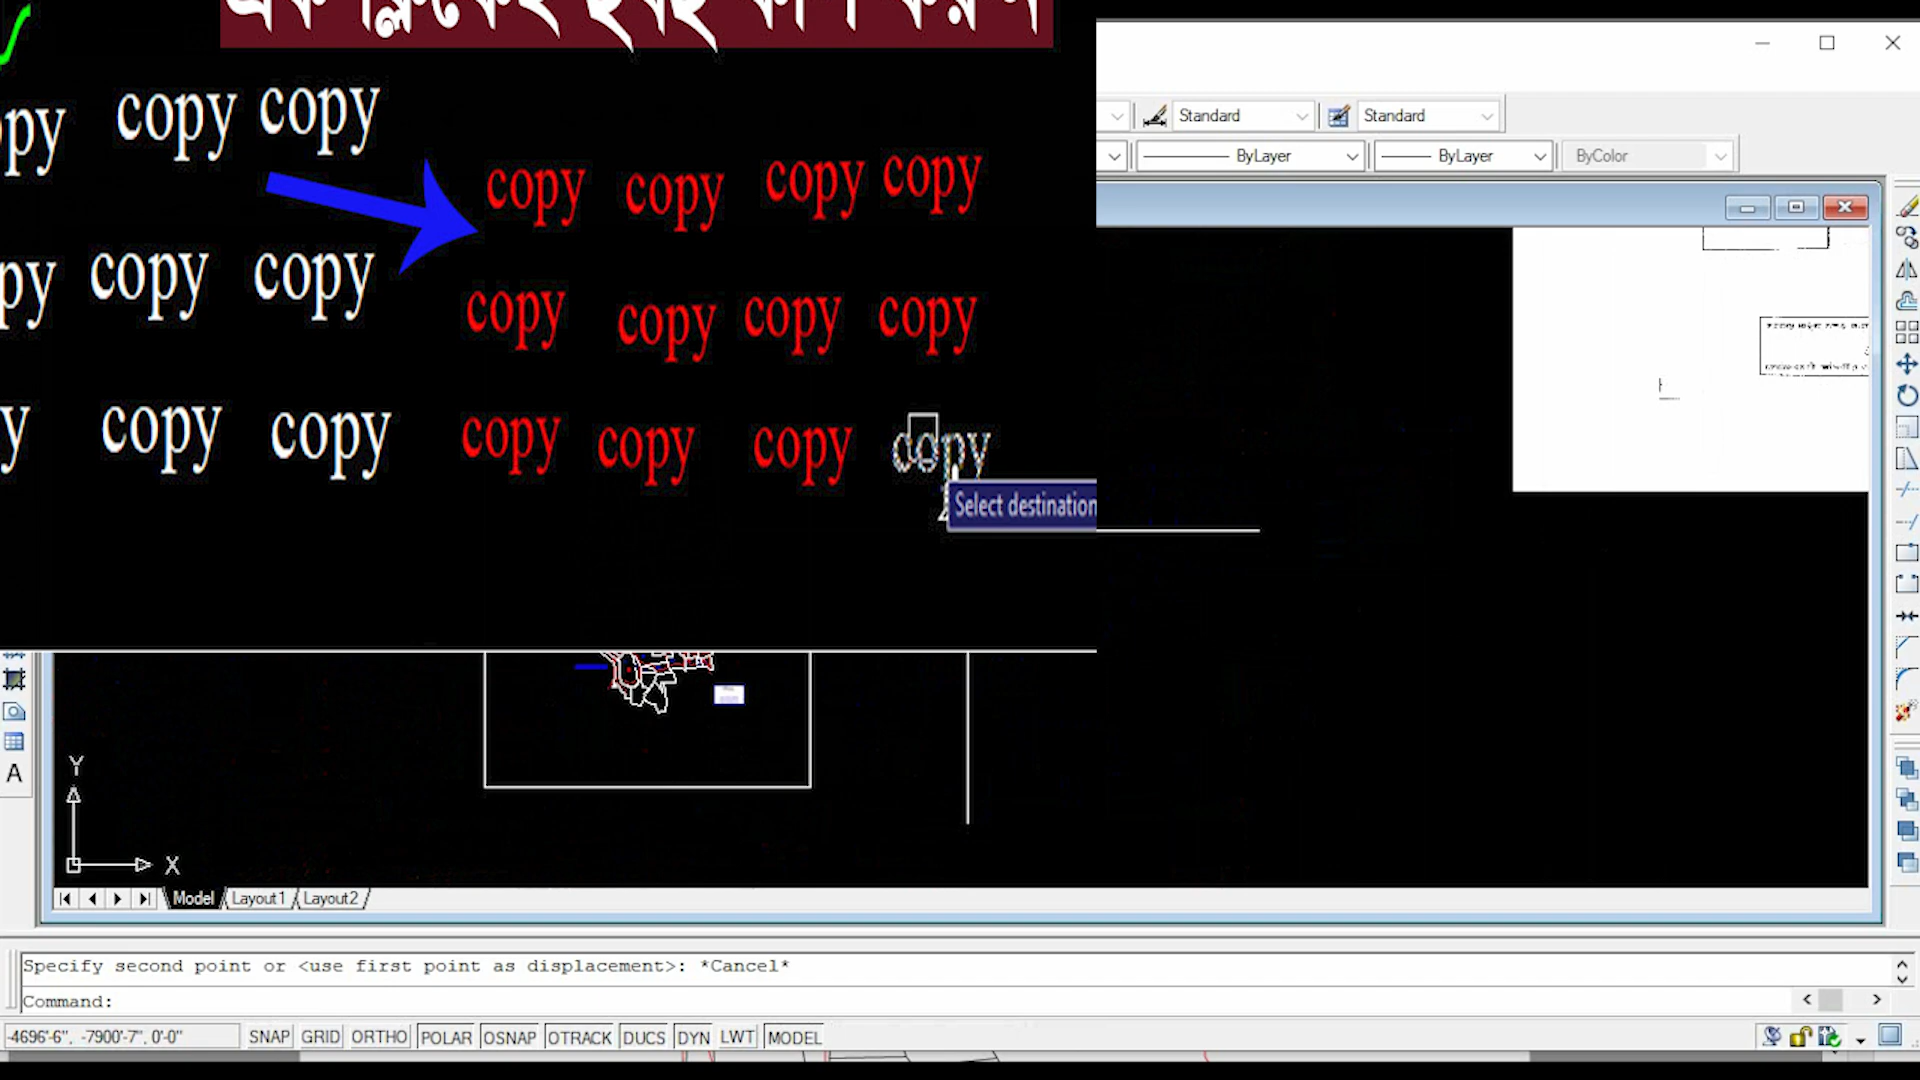 copy copy
copy copy copy copy
copy copy
copy copy copy copy
copy copy
copy copy copy copy
Select destination
Standard Standard
ByLayer ByLayer ByColor
A
Y
X
Model Layout1 Layout2
Specify second point or <use first point as displacement>: *Cancel*
Command:
-4696'-6", -7900'-7", 0'-0" SNAP GRID ORTHO POLAR OSNAP OTRACK DUCS DYN LWT MODEL